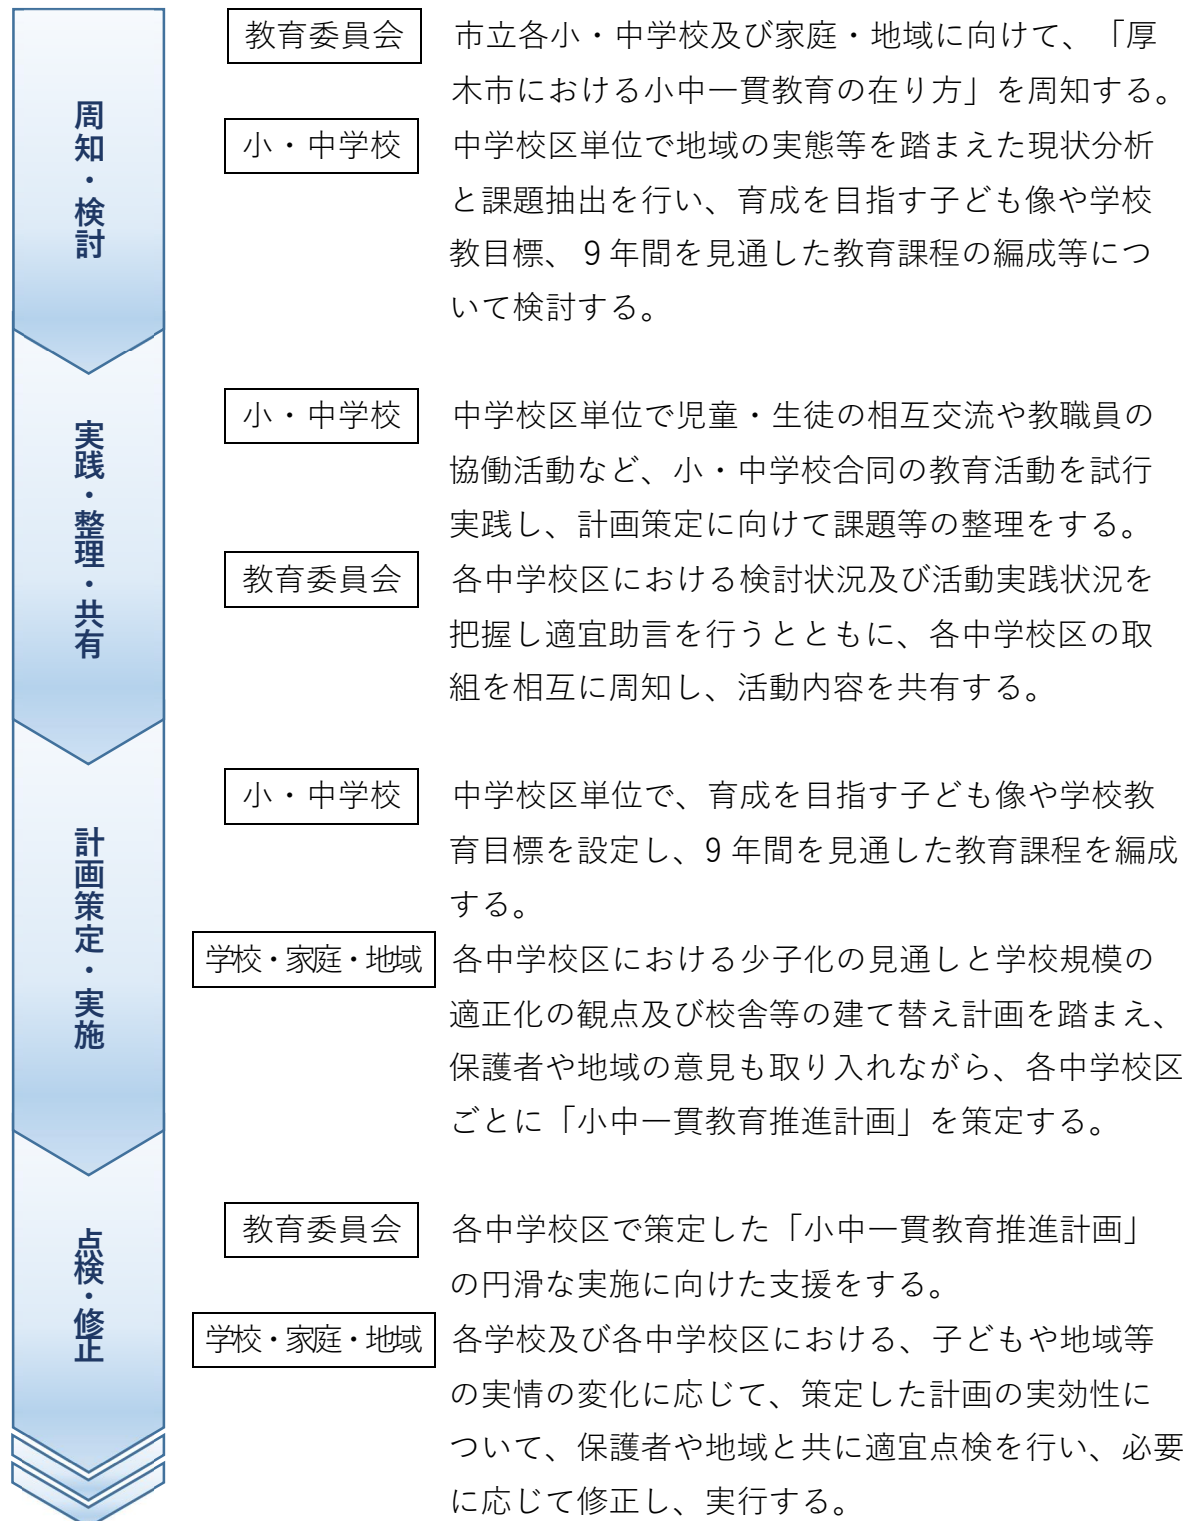 周知・検討
教育委員会
市立各小・中学校及び家庭・地域に向けて、「厚
木市における小中一貫教育の在り方」を周知する。
小・中学校
中学校区単位で地域の実態等を踏まえた現状分析
と課題抽出を行い、育成を目指す子ども像や学校
教目標、9年間を見通した教育課程の編成等につ
いて検討する。
実践・整理・共有
小・中学校
中学校区単位で児童・生徒の相互交流や教職員の
協働活動など、小・中学校合同の教育活動を試行
実践し、計画策定に向けて課題等の整理をする。
教育委員会
各中学校区における検討状況及び活動実践状況を
把握し適宜助言を行うとともに、各中学校区の取
組を相互に周知し、活動内容を共有する。
計画策定・実施
小・中学校
中学校区単位で、育成を目指す子ども像や学校教
育目標を設定し、9年間を見通した教育課程を編成
する。
学校・家庭・地域
各中学校区における少子化の見通しと学校規模の
適正化の観点及び校舎等の建て替え計画を踏まえ、
保護者や地域の意見も取り入れながら、各中学校区
ごとに「小中一貫教育推進計画」を策定する。
点検・修正
教育委員会
各中学校区で策定した「小中一貫教育推進計画」
の円滑な実施に向けた支援をする。
学校・家庭・地域
各学校及び各中学校区における、子どもや地域等
の実情の変化に応じて、策定した計画の実効性に
ついて、保護者や地域と共に適宜点検を行い、必要
に応じて修正し、実行する。